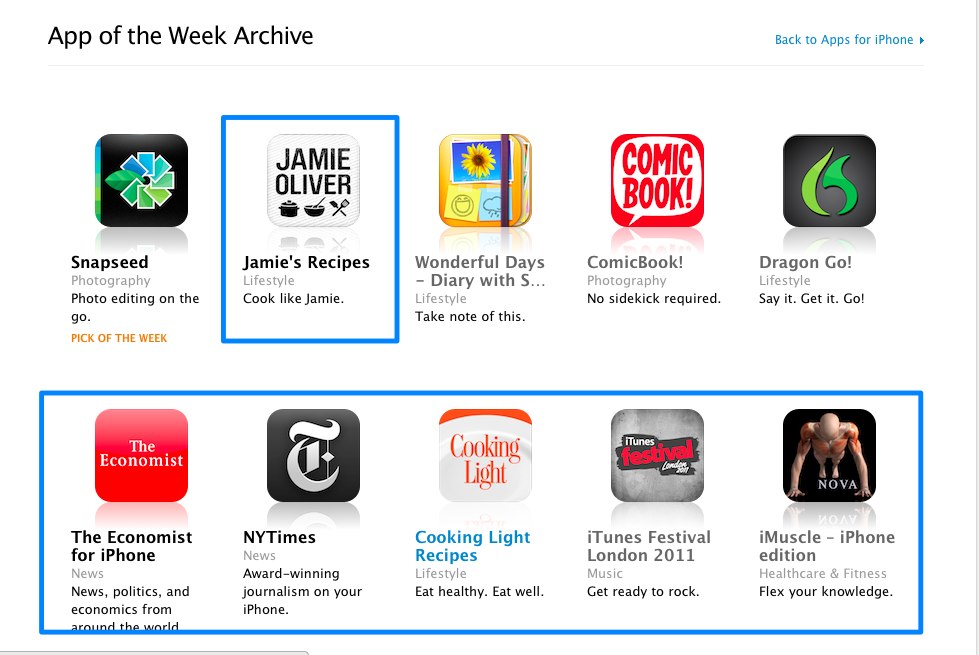 App of the Week Archive
Back to Apps for iPhone
JAMIE
OLIVER
COMIC
BOOK!
Snapseed
Photography
Photo editing on the
go.
PICK OF THE WEEK
Jamie's Recipes
Lifestyle
Cook like Jamie.
Wonderful Days
– Diary with S...
Lifestyle
Take note of this.
ComicBook!
Photography
No sidekick required.
Dragon Go!
Lifestyle
Say it. Get it. Go!
The
Economist
T
Cooking
Light
iTunes
festival
London
2011
NOVA
The Economist
for iPhone
News
News, politics, and
economics from
around the world
NYTimes
News
Award-winning
journalism on your
iPhone.
Cooking Light
Recipes
Lifestyle
Eat healthy. Eat well.
iTunes Festival
London 2011
Music
Get ready to rock.
iMuscle – iPhone
edition
Healthcare & Fitness
Flex your knowledge.